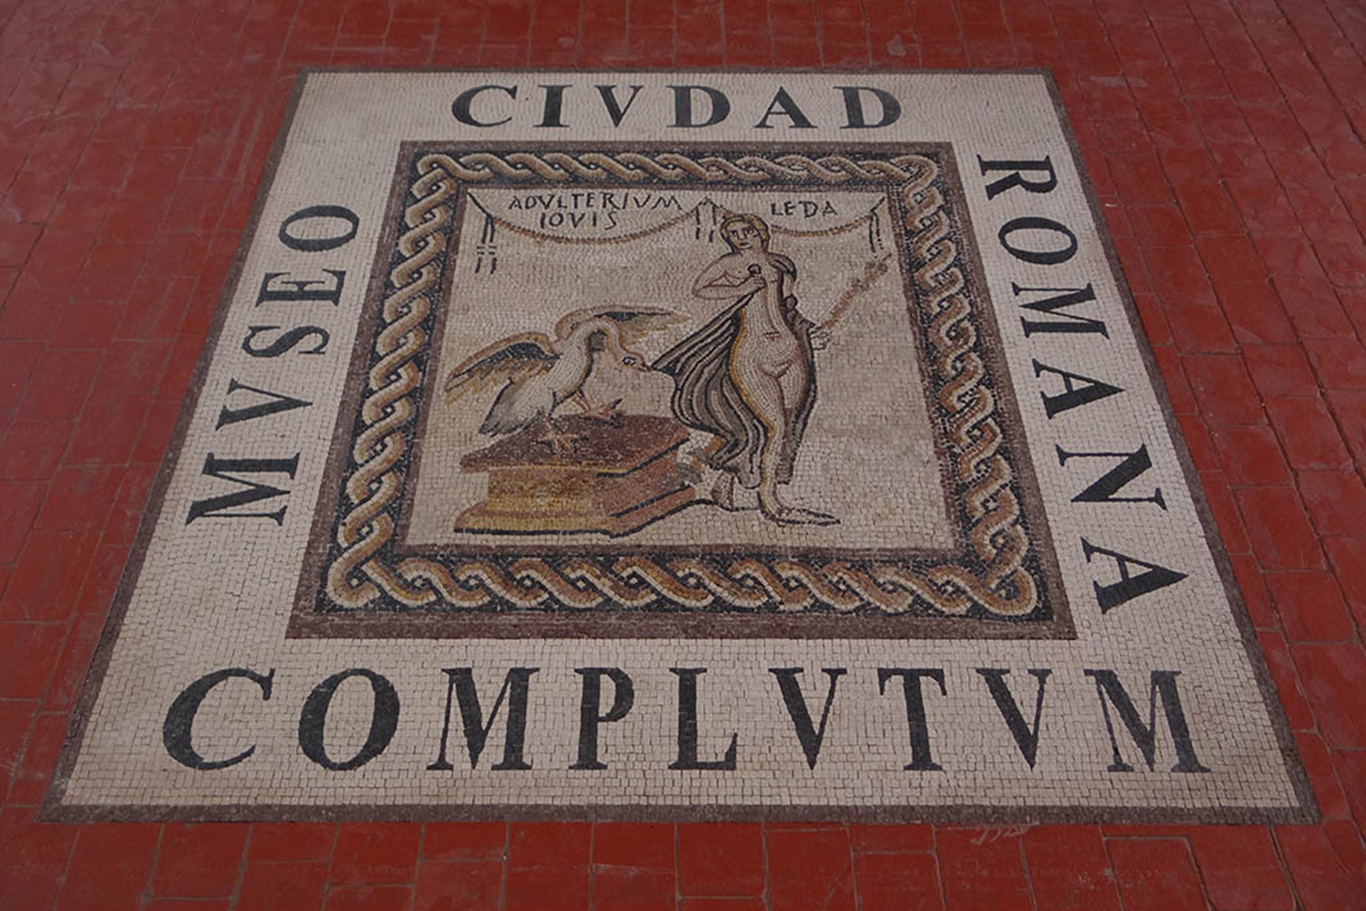 MVSEO
CIVDAD
ROMANA
COMPLVTVM
ADVLTERIVM
IOVIS
LEDA